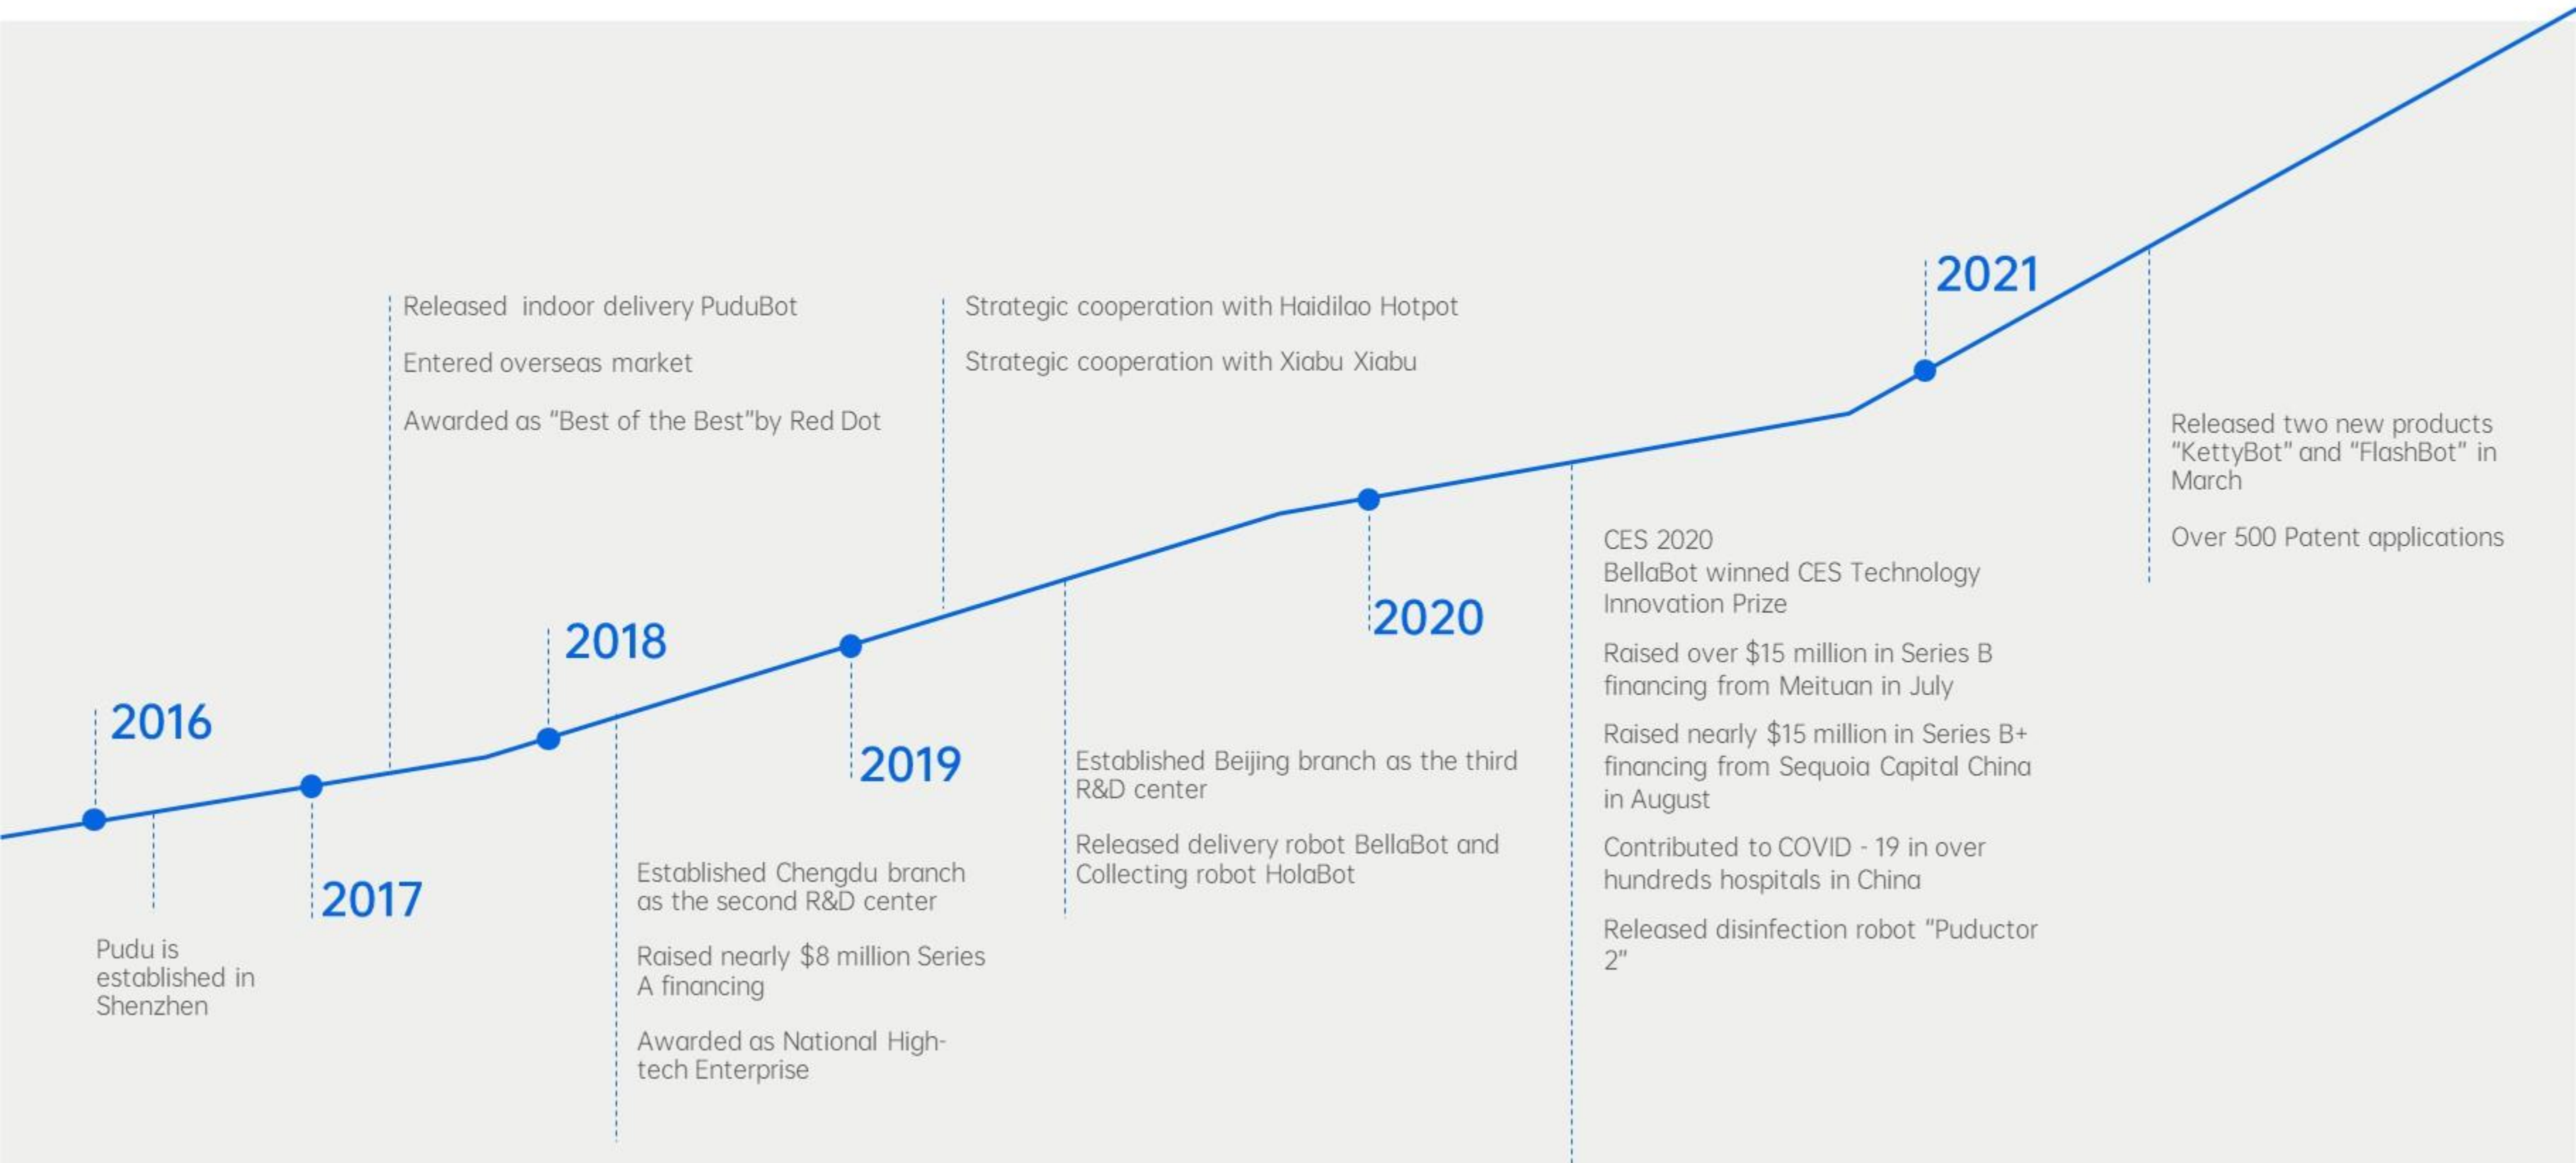 2016
Pudu is
established in
Shenzhen
2017
Released indoor delivery PuduBot
Entered overseas market
Awarded as "Best of the Best"by Red Dot
2018
Established Chengdu branch
as the second R&D center
Raised nearly $8 million Series
A financing
Awarded as National High-
tech Enterprise
2019
Strategic cooperation with Haidilao Hotpot
Strategic cooperation with Xiabu Xiabu
Established Beijing branch as the third
R&D center
Released delivery robot BellaBot and
Collecting robot HolaBot
2020
CES 2020
BellaBot winned CES Technology
Innovation Prize
Raised over $15 million in Series B
financing from Meituan in July
Raised nearly $15 million in Series B+
financing from Sequoia Capital China
in August
Contributed to COVID - 19 in over
hundreds hospitals in China
Released disinfection robot "Puductor
2"
2021
Released two new products
"KettyBot" and "FlashBot" in
March
Over 500 Patent applications